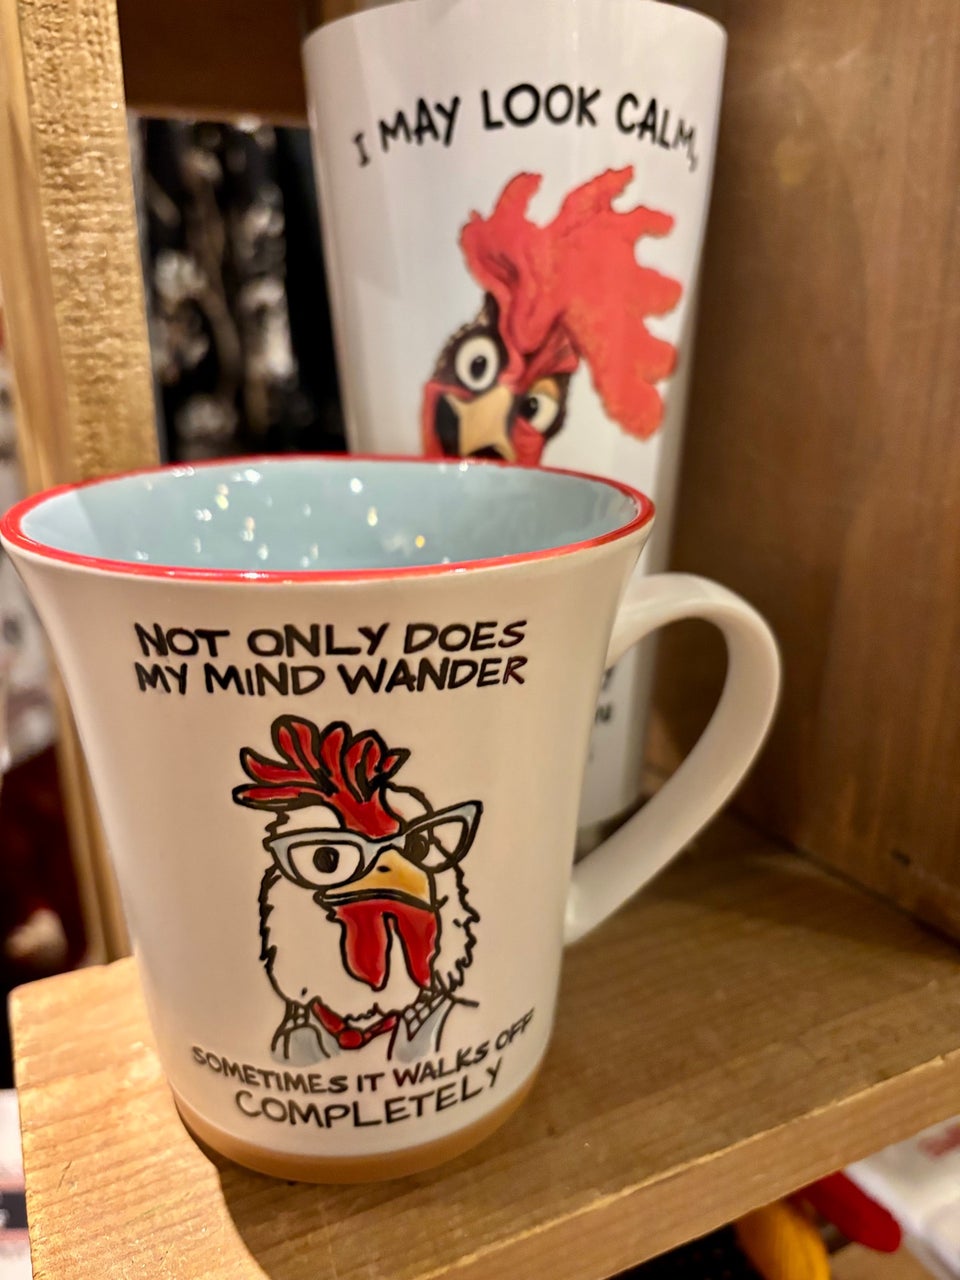 I MAY LOOK CALM,
NOT ONLY DOES
MY MIND WANDER
SOMETIMES IT WALKS OFF
COMPLETELY